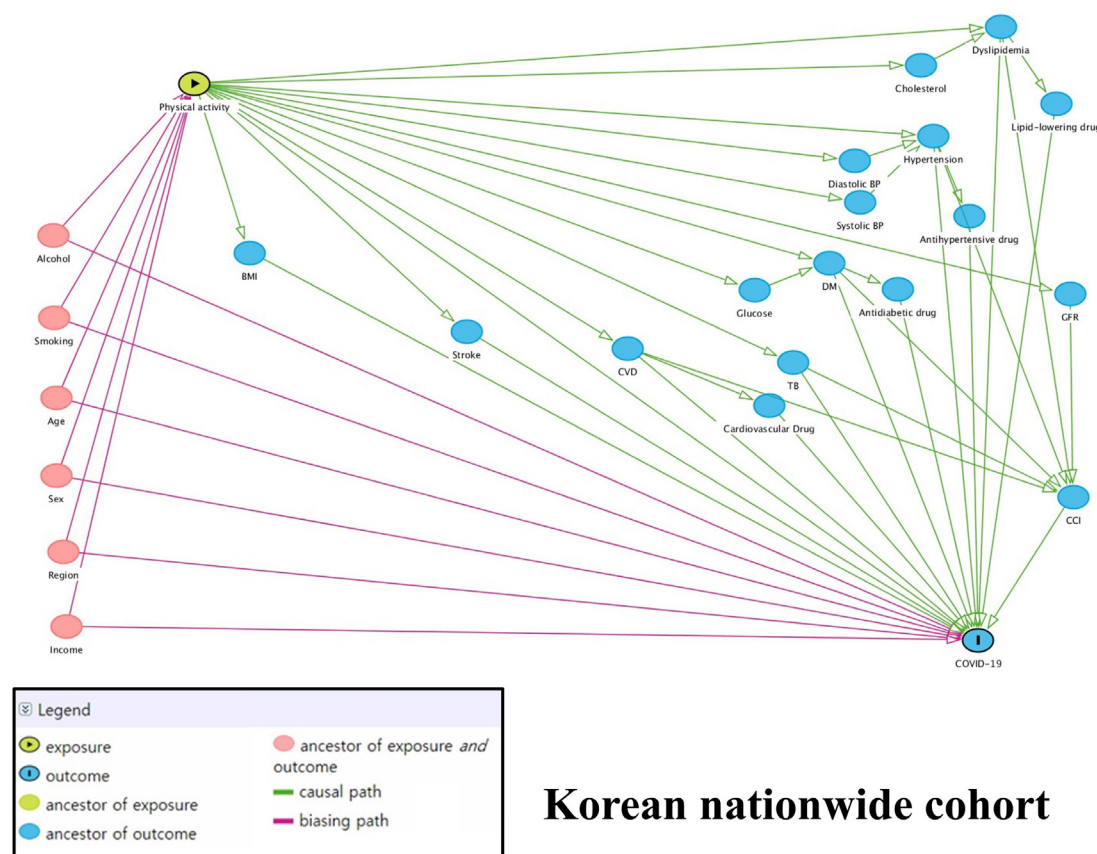 Dyslipidemia
Cholesterol
Physical activity
Lipid-lowering drug
Hypertension
Diastolic BP
Systolic BP
Antihypertensive drug
Alcohol
BMI
DM
Glucose
Antidiabetic drug
GFR
Smoking
Stroke
CVD
TB
Age
Cardiovascular Drug
Sex
CCI
Region
Income
COVID-19
Legend
exposure
outcome
ancestor of exposure
ancestor of outcome
ancestor of exposure and
outcome
causal path
biasing path
Korean nationwide cohort